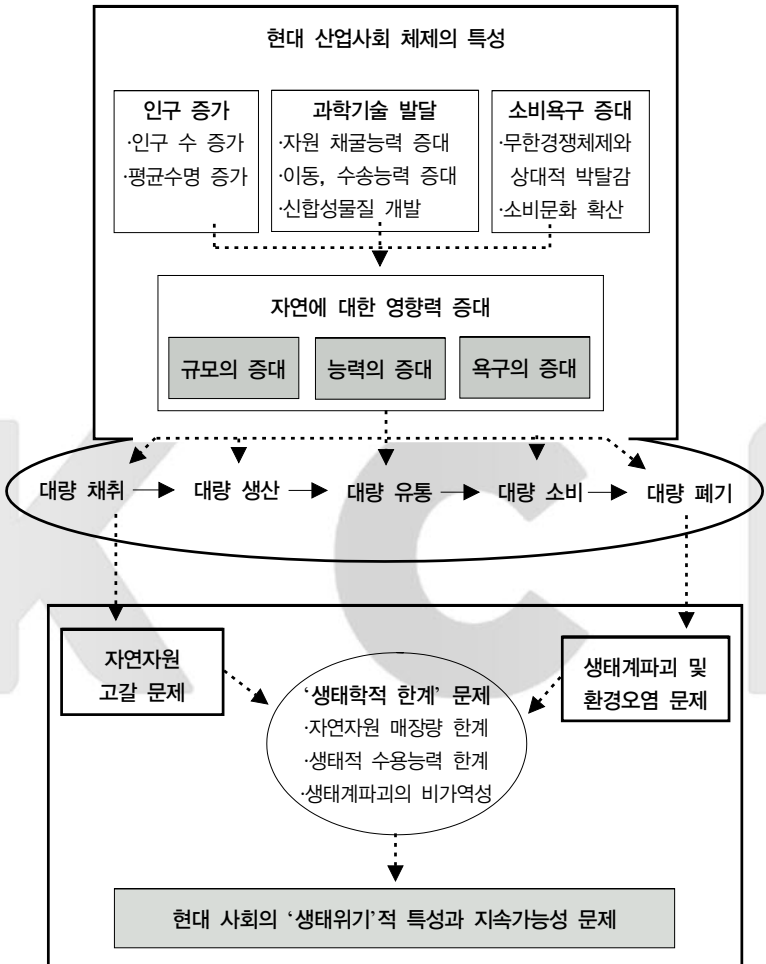 현대 산업사회 체제의 특성
인구 증가
·인구 수 증가
·평균수명 증가
과학기술 발달
·자원 채굴능력 증대
·이동, 수송능력 증대
·신합성물질 개발
소비욕구 증대
·무한경쟁체제와
상대적 박탈감
·소비문화 확산
자연에 대한 영향력 증대
규모의 증대
능력의 증대
욕구의 증대
대량 채취
대량 생산
대량 유통
대량 소비
대량 폐기
자연자원
고갈 문제
생태계파괴 및
환경오염 문제
‘생태학적 한계’ 문제
·자연자원 매장량 한계
·생태적 수용능력 한계
·생태계파괴의 비가역성
현대 사회의 ‘생태위기’적 특성과 지속가능성 문제